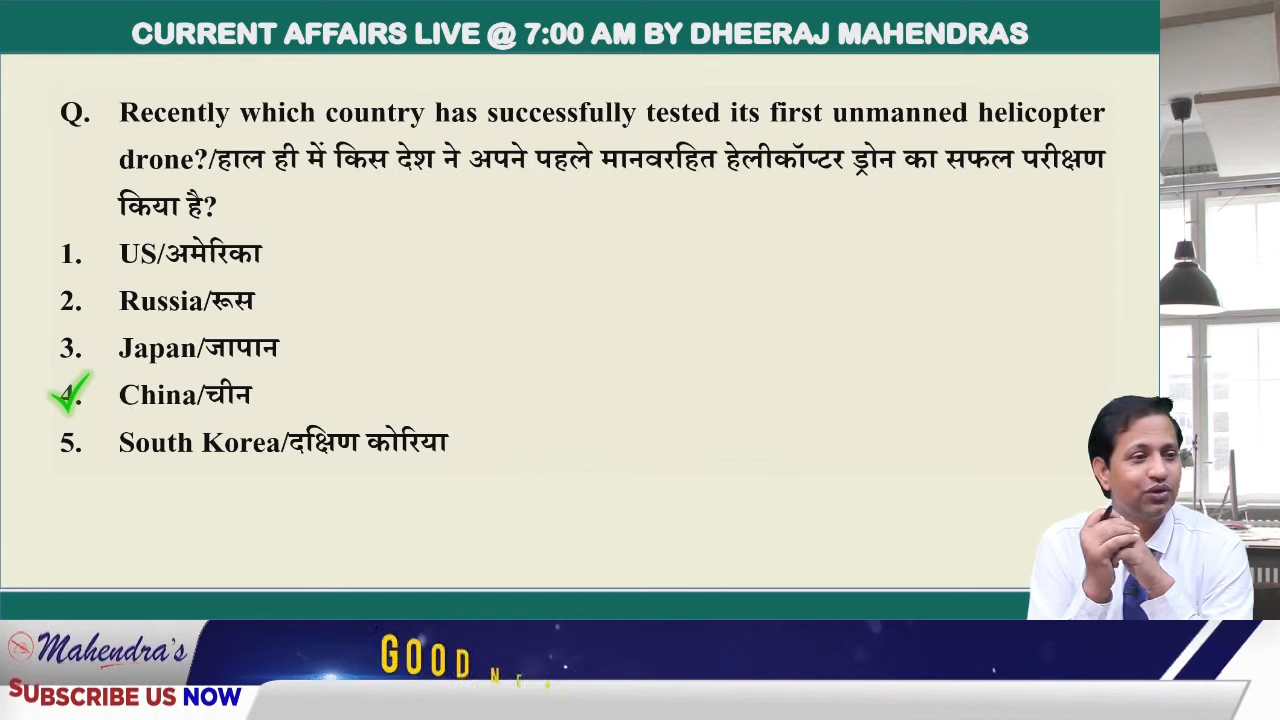 CURRENT AFFAIRS LIVE @ 7:00 AM BY DHEERAJ MAHENDRAS
Q. Recently which country has successfully tested its first unmanned helicopter
drone?/हाल ही में किस देश ने अपने पहले मानवरहित हेलीकॉप्टर ड्रोन का सफल परीक्षण
किया है?
1. US/अमेरिका
2. Russia/रूस
3. Japan/जापान
4. China/चीन
5. South Korea/दक्षिण कोरिया
Mahendra's
GOOD NE
SUBSCRIBE US NOW